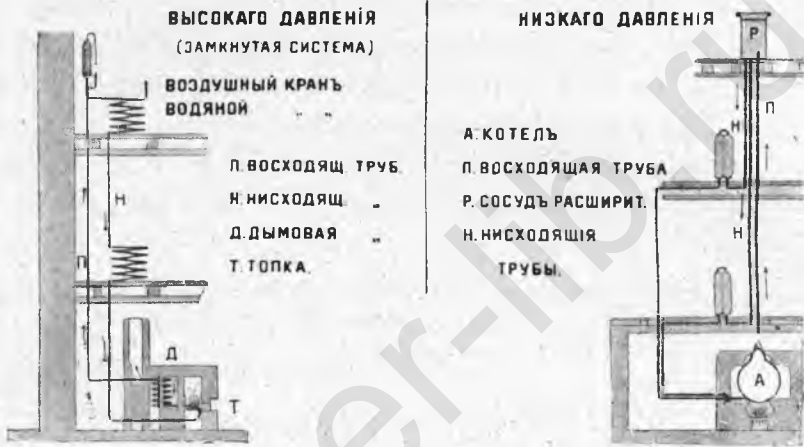 ВЫСОКАГО ДАВЛЕНІЯ
(ЗАМКНУТАЯ СИСТЕМА)
ВОЗДУШНЫЙ КРАНЪ
ВОДЯНОЙ „ „
П. ВОСХОДЯЩ. ТРУБ.
Н. НИСХОДЯЩ. „
Д. ДЫМОВАЯ „
Т. ТОПКА.
Н
П
Д
Т
НИЗКАГО ДАВЛЕНІЯ
А. КОТЕЛЪ
П. ВОСХОДЯЩАЯ ТРУБА
Р. СОСУДЪ РАСШИРИТ.
Н. НИСХОДЯЩІЯ
ТРУБЫ.
Р
П
Н
Н
А